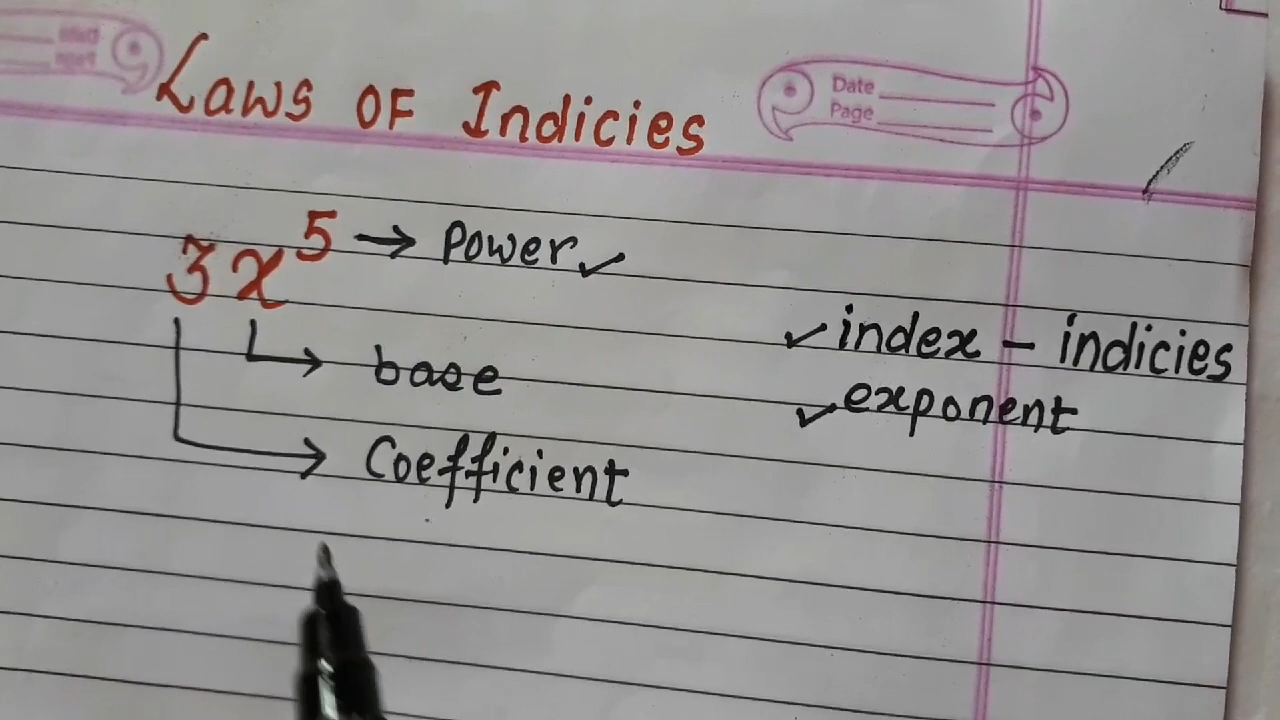 Laws OF Indicies
Date
Page
3x⁵ → Power ✓
✓ index - indicies
base
✓ exponent
Coefficient